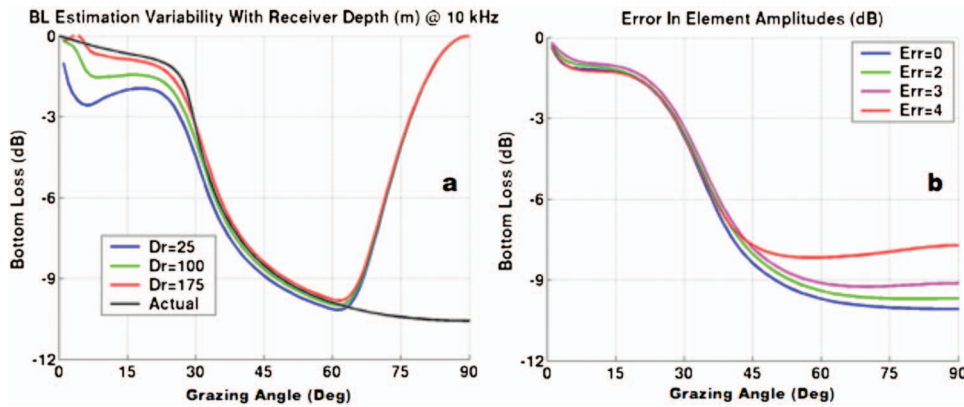 BL Estimation Variability With Receiver Depth (m) @ 10 kHz
0
-3
-6
-9
-12
Bottom Loss (dB)
a
Dr=25
Dr=100
Dr=175
Actual
0 15 30 45 60 75 90
Grazing Angle (Deg)
Error In Element Amplitudes (dB)
0
-3
-6
-9
-12
Bottom Loss (dB)
Err=0
Err=2
Err=3
Err=4
b
0 15 30 45 60 75 90
Grazing Angle (Deg)